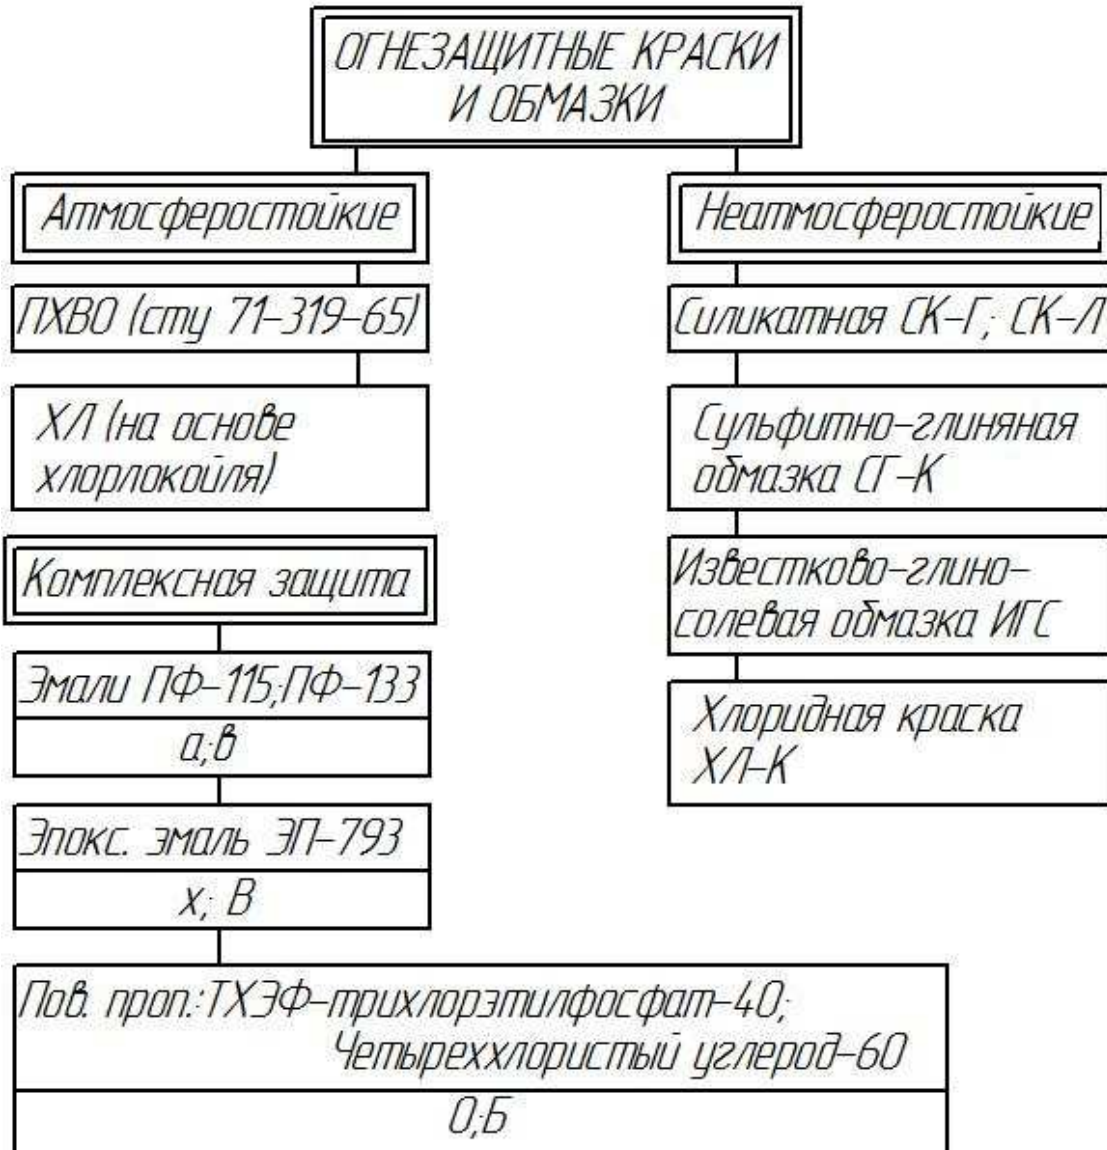 ОГНЕЗАЩИТНЫЕ КРАСКИ
И ОБМАЗКИ
Атмосферостойкие
ПХВО (сту 71-319-65)
ХЛ (на основе
хлорлокойля)
Комплексная защита
Эмали ПФ-115;ПФ-133
а;в
Эпокс. эмаль ЭП-793
х; В
Пов. проп.:ТХЭФ-трихлорэтилфосфат-40;
Четыреххлористый углерод-60
О;Б
Неатмосферостойкие
Силикатная СК-Г; СК-Л
Сульфитно-глиняная
обмазка СГ-К
Известково-глино-
солевая обмазка ИГС
Хлоридная краска
ХЛ-К